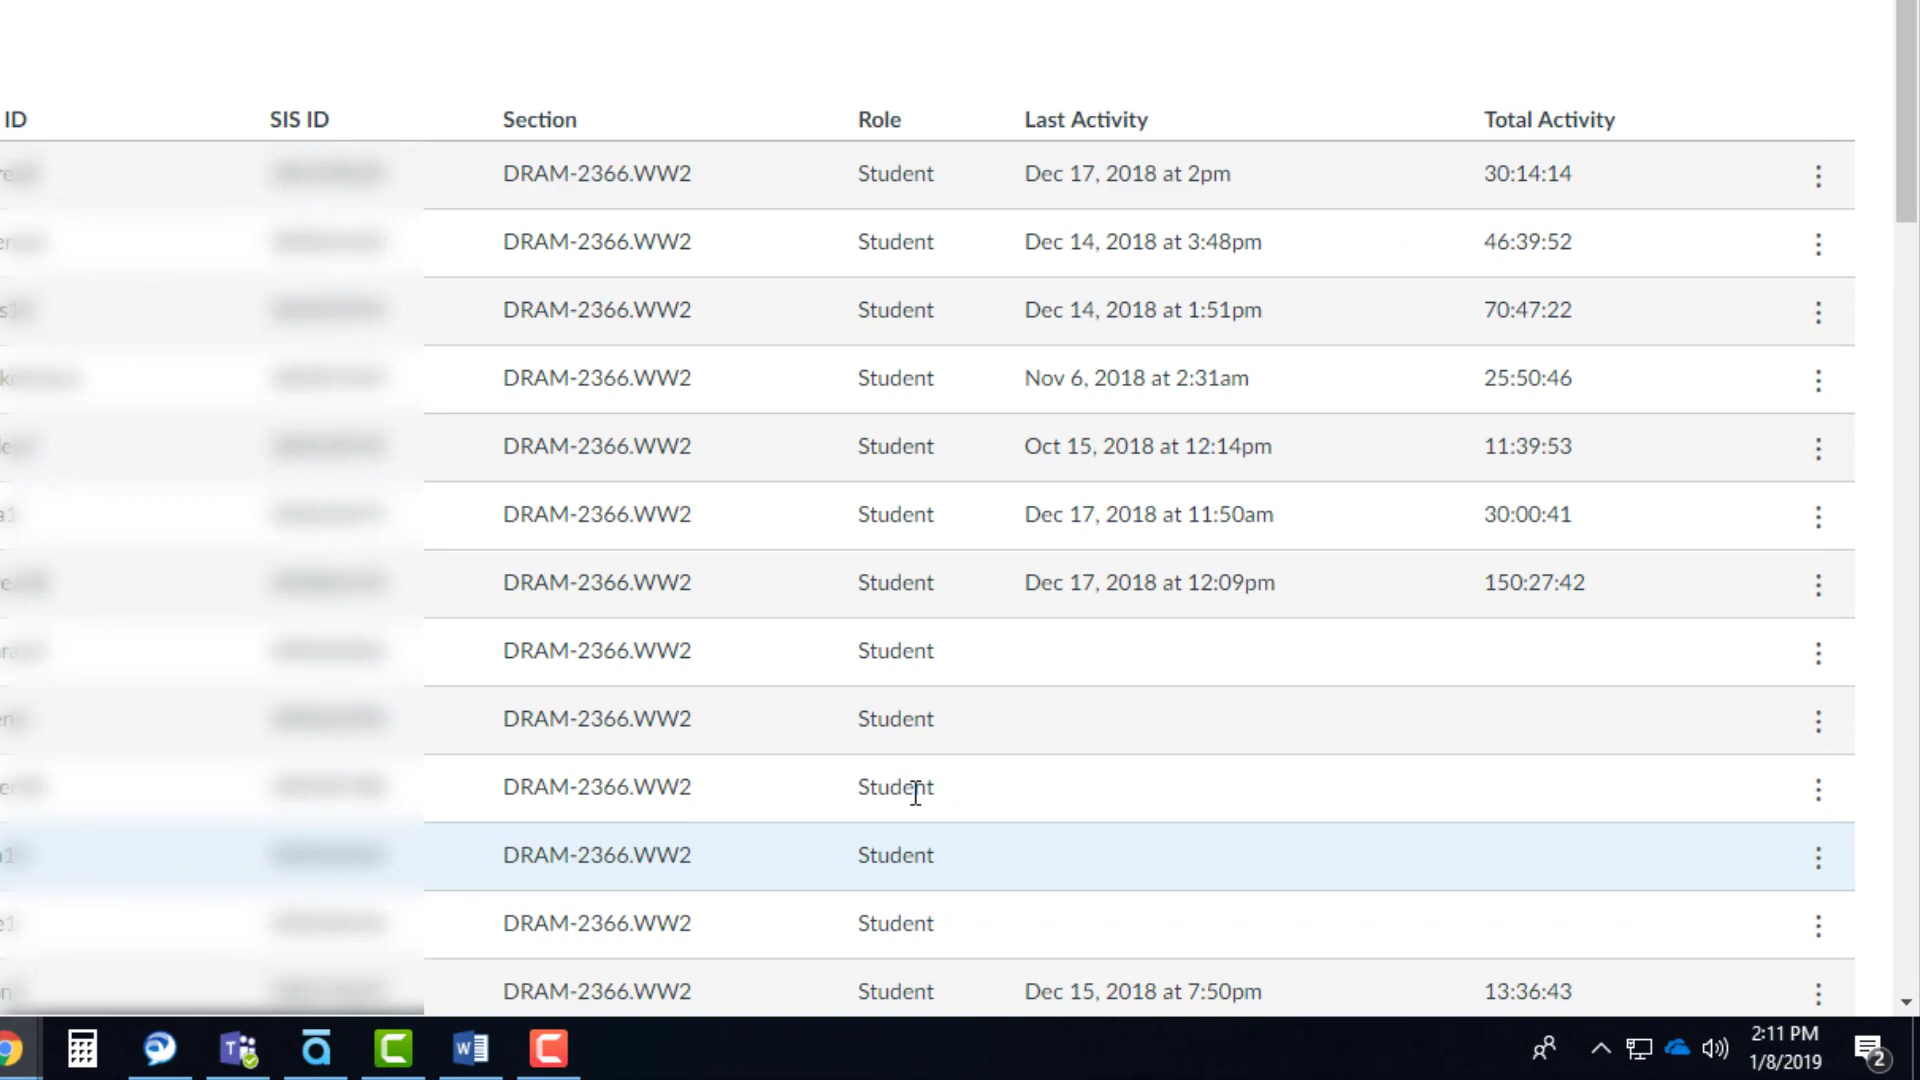 ID SIS ID Section Role Last Activity Total Activity
DRAM-2366.WW2 Student Dec 17, 2018 at 2pm 30:14:14
DRAM-2366.WW2 Student Dec 14, 2018 at 3:48pm 46:39:52
DRAM-2366.WW2 Student Dec 14, 2018 at 1:51pm 70:47:22
DRAM-2366.WW2 Student Nov 6, 2018 at 2:31am 25:50:46
DRAM-2366.WW2 Student Oct 15, 2018 at 12:14pm 11:39:53
DRAM-2366.WW2 Student Dec 17, 2018 at 11:50am 30:00:41
DRAM-2366.WW2 Student Dec 17, 2018 at 12:09pm 150:27:42
DRAM-2366.WW2 Student
DRAM-2366.WW2 Student
DRAM-2366.WW2 Student
DRAM-2366.WW2 Student
DRAM-2366.WW2 Student
DRAM-2366.WW2 Student Dec 15, 2018 at 7:50pm 13:36:43
2:11 PM
1/8/2019
2